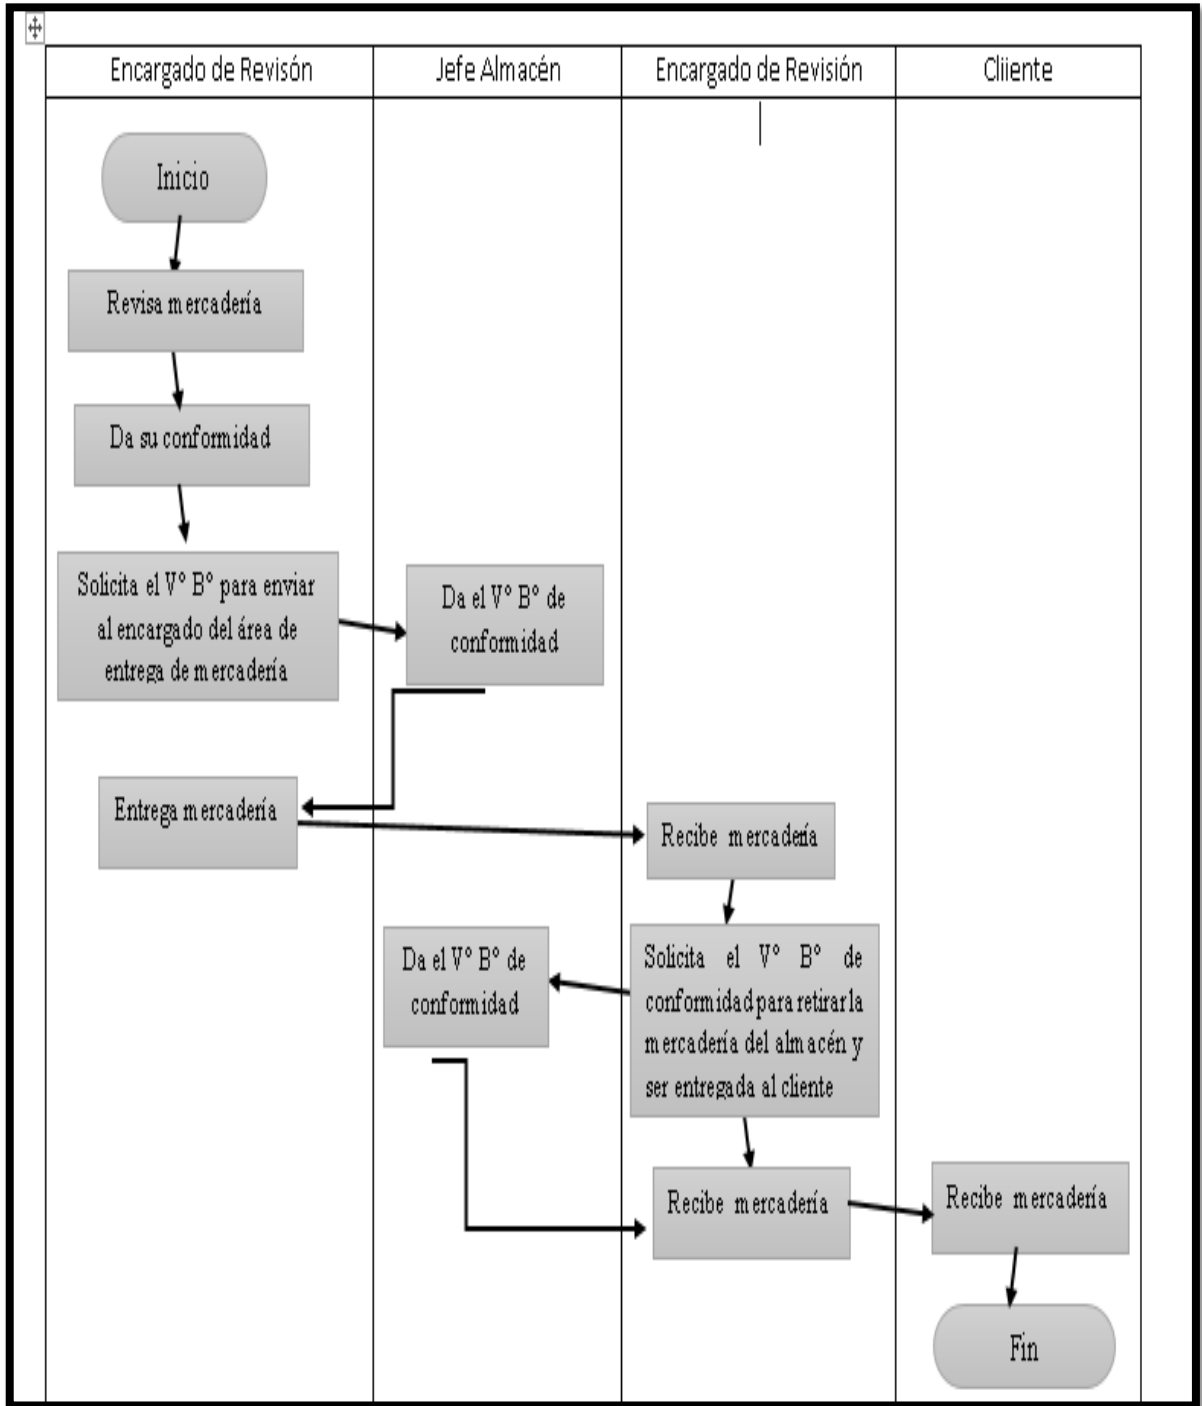 Encargado de Revisón
Jefe Almacén
Encargado de Revisión
Cliiente
Inicio
Revisa mercadería
Da su conformidad
Solicita el V° B° para enviar
al encargado del área de
entrega de mercadería
Da el V° B° de
conformidad
Entrega mercadería
Recibe mercadería
Da el V° B° de
conformidad
Solicita el V° B° de
conformidad para retirar la
mercadería del almacén y
ser entregada al cliente
Recibe mercadería
Recibe mercadería
Fin